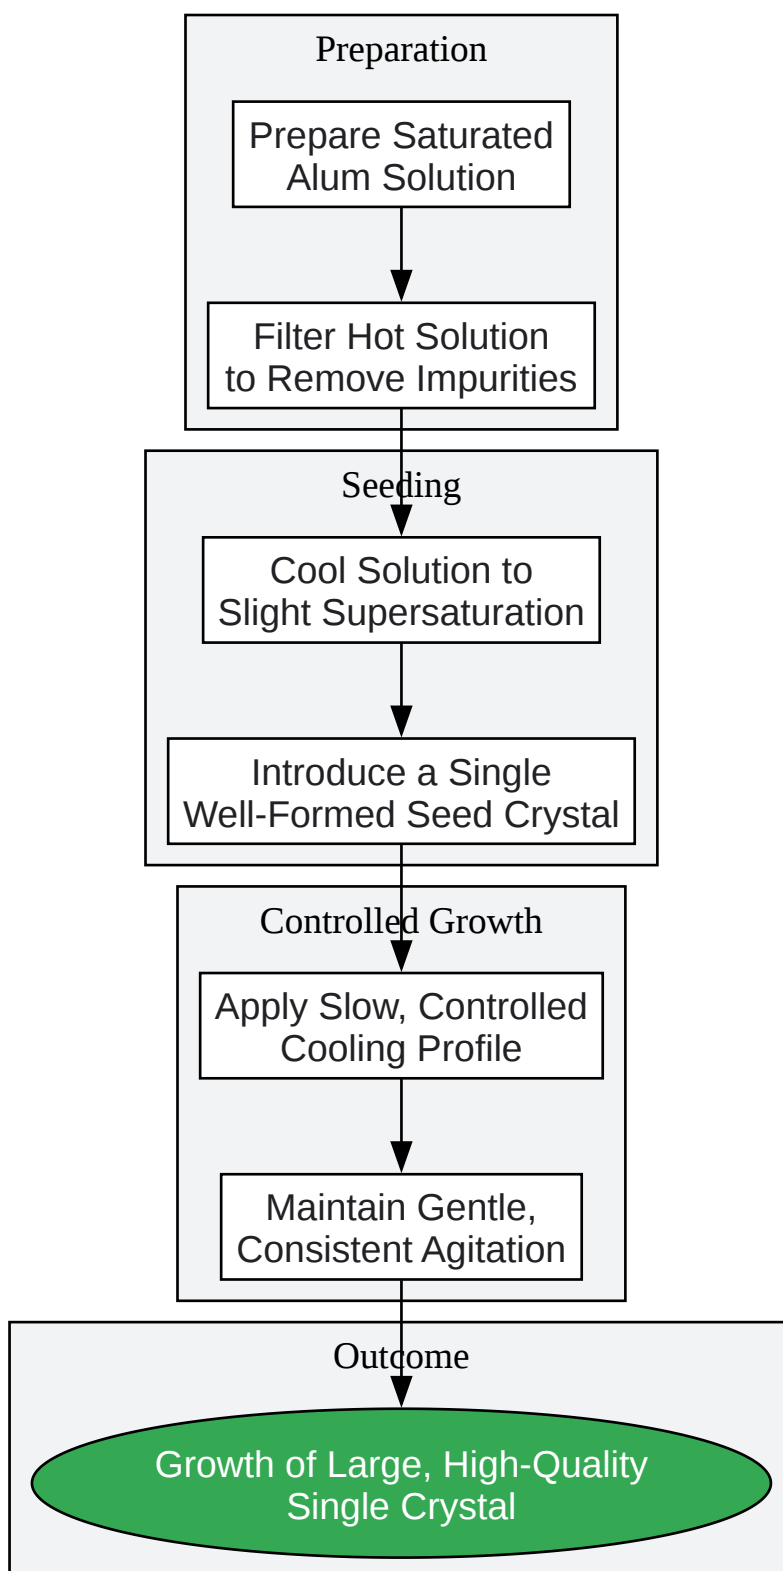 Preparation
Prepare Saturated
Alum Solution
Filter Hot Solution
to Remove Impurities
Seeding
Cool Solution to
Slight Supersaturation
Introduce a Single
Well-Formed Seed Crystal
Controlled Growth
Apply Slow, Controlled
Cooling Profile
Maintain Gentle,
Consistent Agitation
Outcome
Growth of Large, High-Quality
Single Crystal